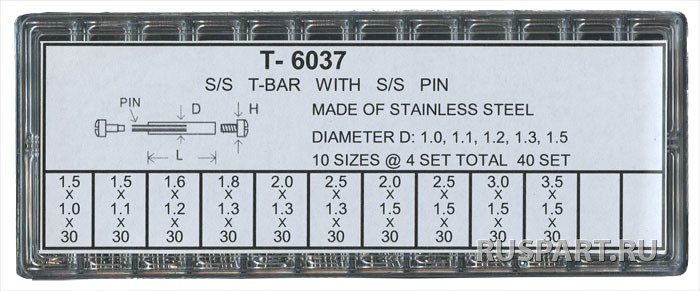 T- 6037
S/S T-BAR WITH S/S PIN
PIN D H
L
MADE OF STAINLESS STEEL
DIAMETER D: 1.0, 1.1, 1.2, 1.3, 1.5
10 SIZES @ 4 SET TOTAL 40 SET
1.5 1.5 1.6 1.8 2.0 2.5 2.0 2.5 3.0 3.5
X X X X X X X X X X
1.0 1.1 1.2 1.3 1.3 1.3 1.5 1.5 1.5 1.5
X X X X X X X X X X
30 30 30 30 30 30 30 30 30 30
RUSPART.RU